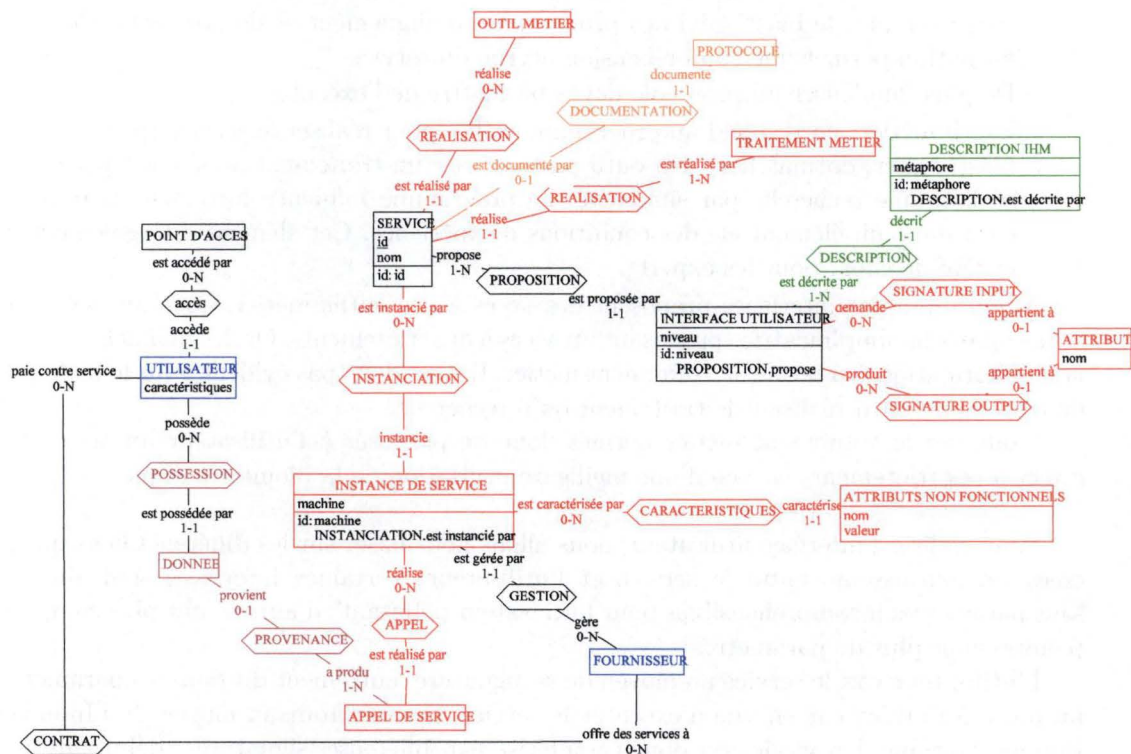 OUTIL METIER
réalise
0-N
REALISATION
est réalisé par
1-1
PROTOCOLE
documente
1-1
DOCUMENTATION
est documenté par
0-1
TRAITEMENT METIER
est réalisé par
1-N
REALISATION
réalise
1-1
DESCRIPTION IHM
métaphore
id: métaphore
DESCRIPTION.est décrite par
décrit
1-1
DESCRIPTION
est décrite par
1-N
SERVICE
id
nom
id: id
propose
1-N
PROPOSITION
est proposée par
1-1
POINT D'ACCES
est accédé par
0-N
accès
accède
1-1
UTILISATEUR
caractéristiques
INTERFACE UTILISATEUR
niveau
id: niveau
PROPOSITION.propose
SIGNATURE INPUT
demande
0-N
appartient à
0-1
ATTRIBUT
nom
produit
0-N
appartient à
0-1
SIGNATURE OUTPUT
est instancié par
0-N
INSTANCIATION
instancie
1-1
paie contre service
0-N
possède
0-N
POSSESSION
est possédée par
1-1
DONNEE
provient
0-1
PROVENANCE
a produ
1-N
INSTANCE DE SERVICE
machine
id: machine
INSTANCIATION.est instancié par
est caractérisée par
0-N
CARACTERISTIQUES
caractérise
1-1
ATTRIBUTS NON FONCTIONNELS
nom
valeur
est gérée par
1-1
GESTION
gère
0-N
FOURNISSEUR
réalise
0-N
APPEL
est réalisé par
1-1
APPEL DE SERVICE
CONTRAT
offre des services à
0-N